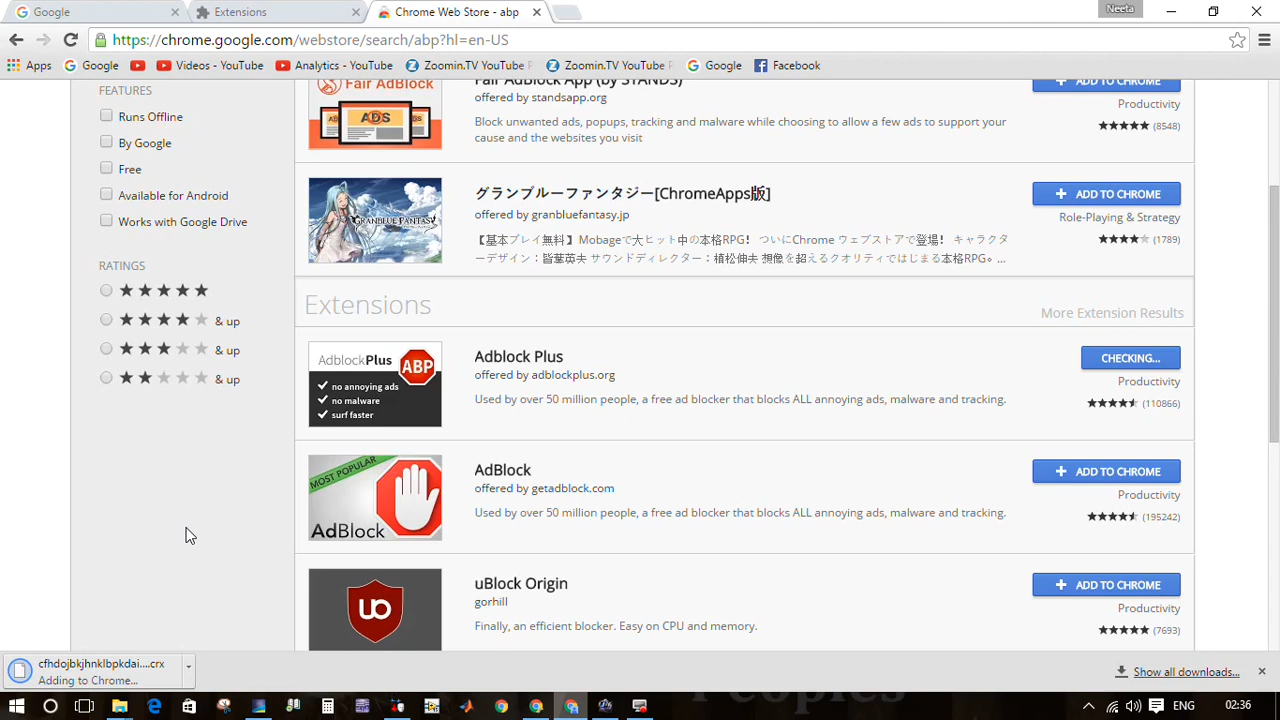 Google
Extensions
Chrome Web Store - abp
Neeta
https://chrome.google.com/webstore/search/abp?hl=en-US
Apps
Google
Videos - YouTube
Analytics - YouTube
Zoomin.TV YouTube
Zoomin.TV YouTube
Google
Facebook
FEATURES
Runs Offline
By Google
Free
Available for Android
Works with Google Drive
RATINGS
& up
& up
& up
Fair AdBlock
ADS
Fair AdBlock App (by STANDS)
offered by standsapp.org
Block unwanted ads, popups, tracking and malware while choosing to allow a few ads to support your
cause and the websites you visit
ADD TO CHROME
Productivity
(8548)
GRANBLUE FANTASY
グランブルーファンタジー[ChromeApps版]
offered by granbluefantasy.jp
【基本プレイ無料】Mobageで大ヒット中の本格RPG! ついにChrome ウェブストアで登場! キャラク
ターデザイン：皆葉英夫 サウンドディレクター：植松伸夫 想像を超えるクオリティではじまる本格RPG。...
ADD TO CHROME
Role-Playing & Strategy
(1789)
Extensions
More Extension Results
AdblockPlus
ABP
no annoying ads
no malware
surf faster
Adblock Plus
offered by adblockplus.org
Used by over 50 million people, a free ad blocker that blocks ALL annoying ads, malware and tracking.
CHECKING...
Productivity
(110866)
MOST POPULAR
AdBlock
AdBlock
offered by getadblock.com
Used by over 50 million people, a free ad blocker that blocks ALL annoying ads, malware and tracking.
ADD TO CHROME
Productivity
(195242)
uBlock Origin
gorhill
Finally, an efficient blocker. Easy on CPU and memory.
ADD TO CHROME
Productivity
(7693)
cfhdojbkjhnklbpkdai....crx
Adding to Chrome...
Show all downloads...
ENG
02:36